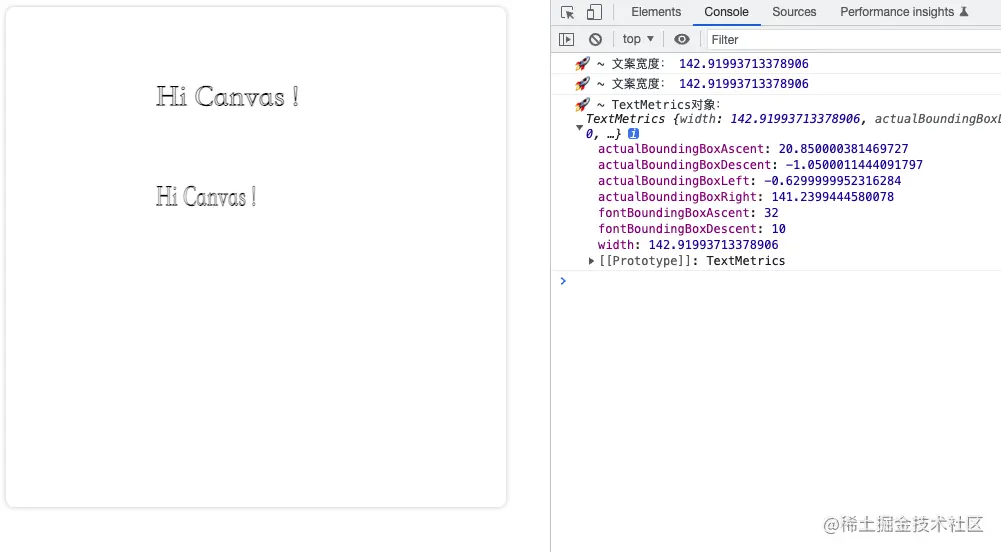 Hi Canvas !
Hi Canvas !
Elements Console Sources Performance insights
top ▼ Filter
🚀 ~ 文案宽度： 142.91993713378906
🚀 ~ 文案宽度： 142.91993713378906
🚀 ~ TextMetrics对象：
TextMetrics {width: 142.91993713378906, actualBoundingBoxD
0, …} i
actualBoundingBoxAscent: 20.850000381469727
actualBoundingBoxDescent: -1.0500011444091797
actualBoundingBoxLeft: -0.6299999952316284
actualBoundingBoxRight: 141.2399444580078
fontBoundingBoxAscent: 32
fontBoundingBoxDescent: 10
width: 142.91993713378906
[[Prototype]]: TextMetrics
@稀土掘金技术社区